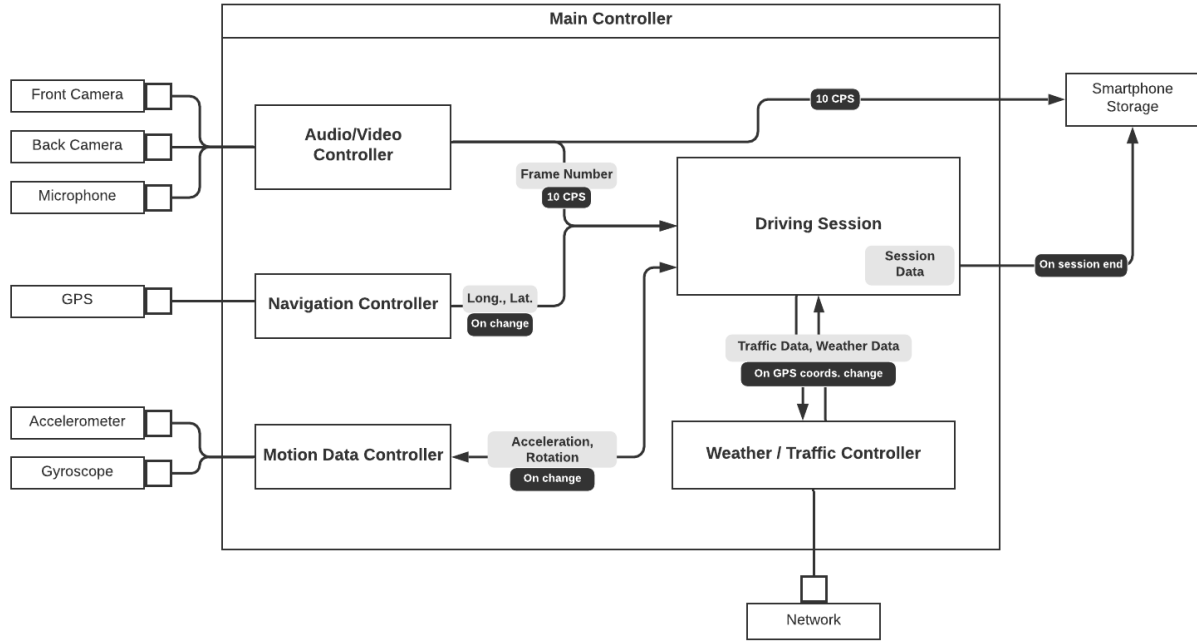 Main Controller
Front Camera
Back Camera
Microphone
Audio/Video
Controller
10 CPS
Smartphone
Storage
Frame Number
10 CPS
Driving Session
Session
Data
On session end
GPS
Navigation Controller
Long., Lat.
On change
Traffic Data, Weather Data
On GPS coords. change
Accelerometer
Gyroscope
Motion Data Controller
Acceleration,
Rotation
On change
Weather / Traffic Controller
Network